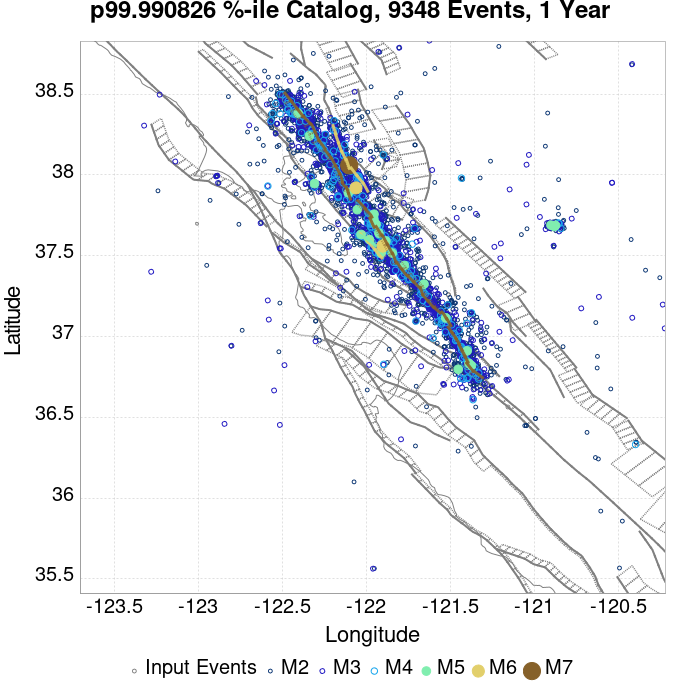 p99.990826 %-ile Catalog, 9348 Events, 1 Year
38.5
38
37.5
37
36.5
36
35.5
Latitude
-123.5 -123 -122.5 -122 -121.5 -121 -120.5
Longitude
Input Events M2 M3 M4 M5 M6 M7